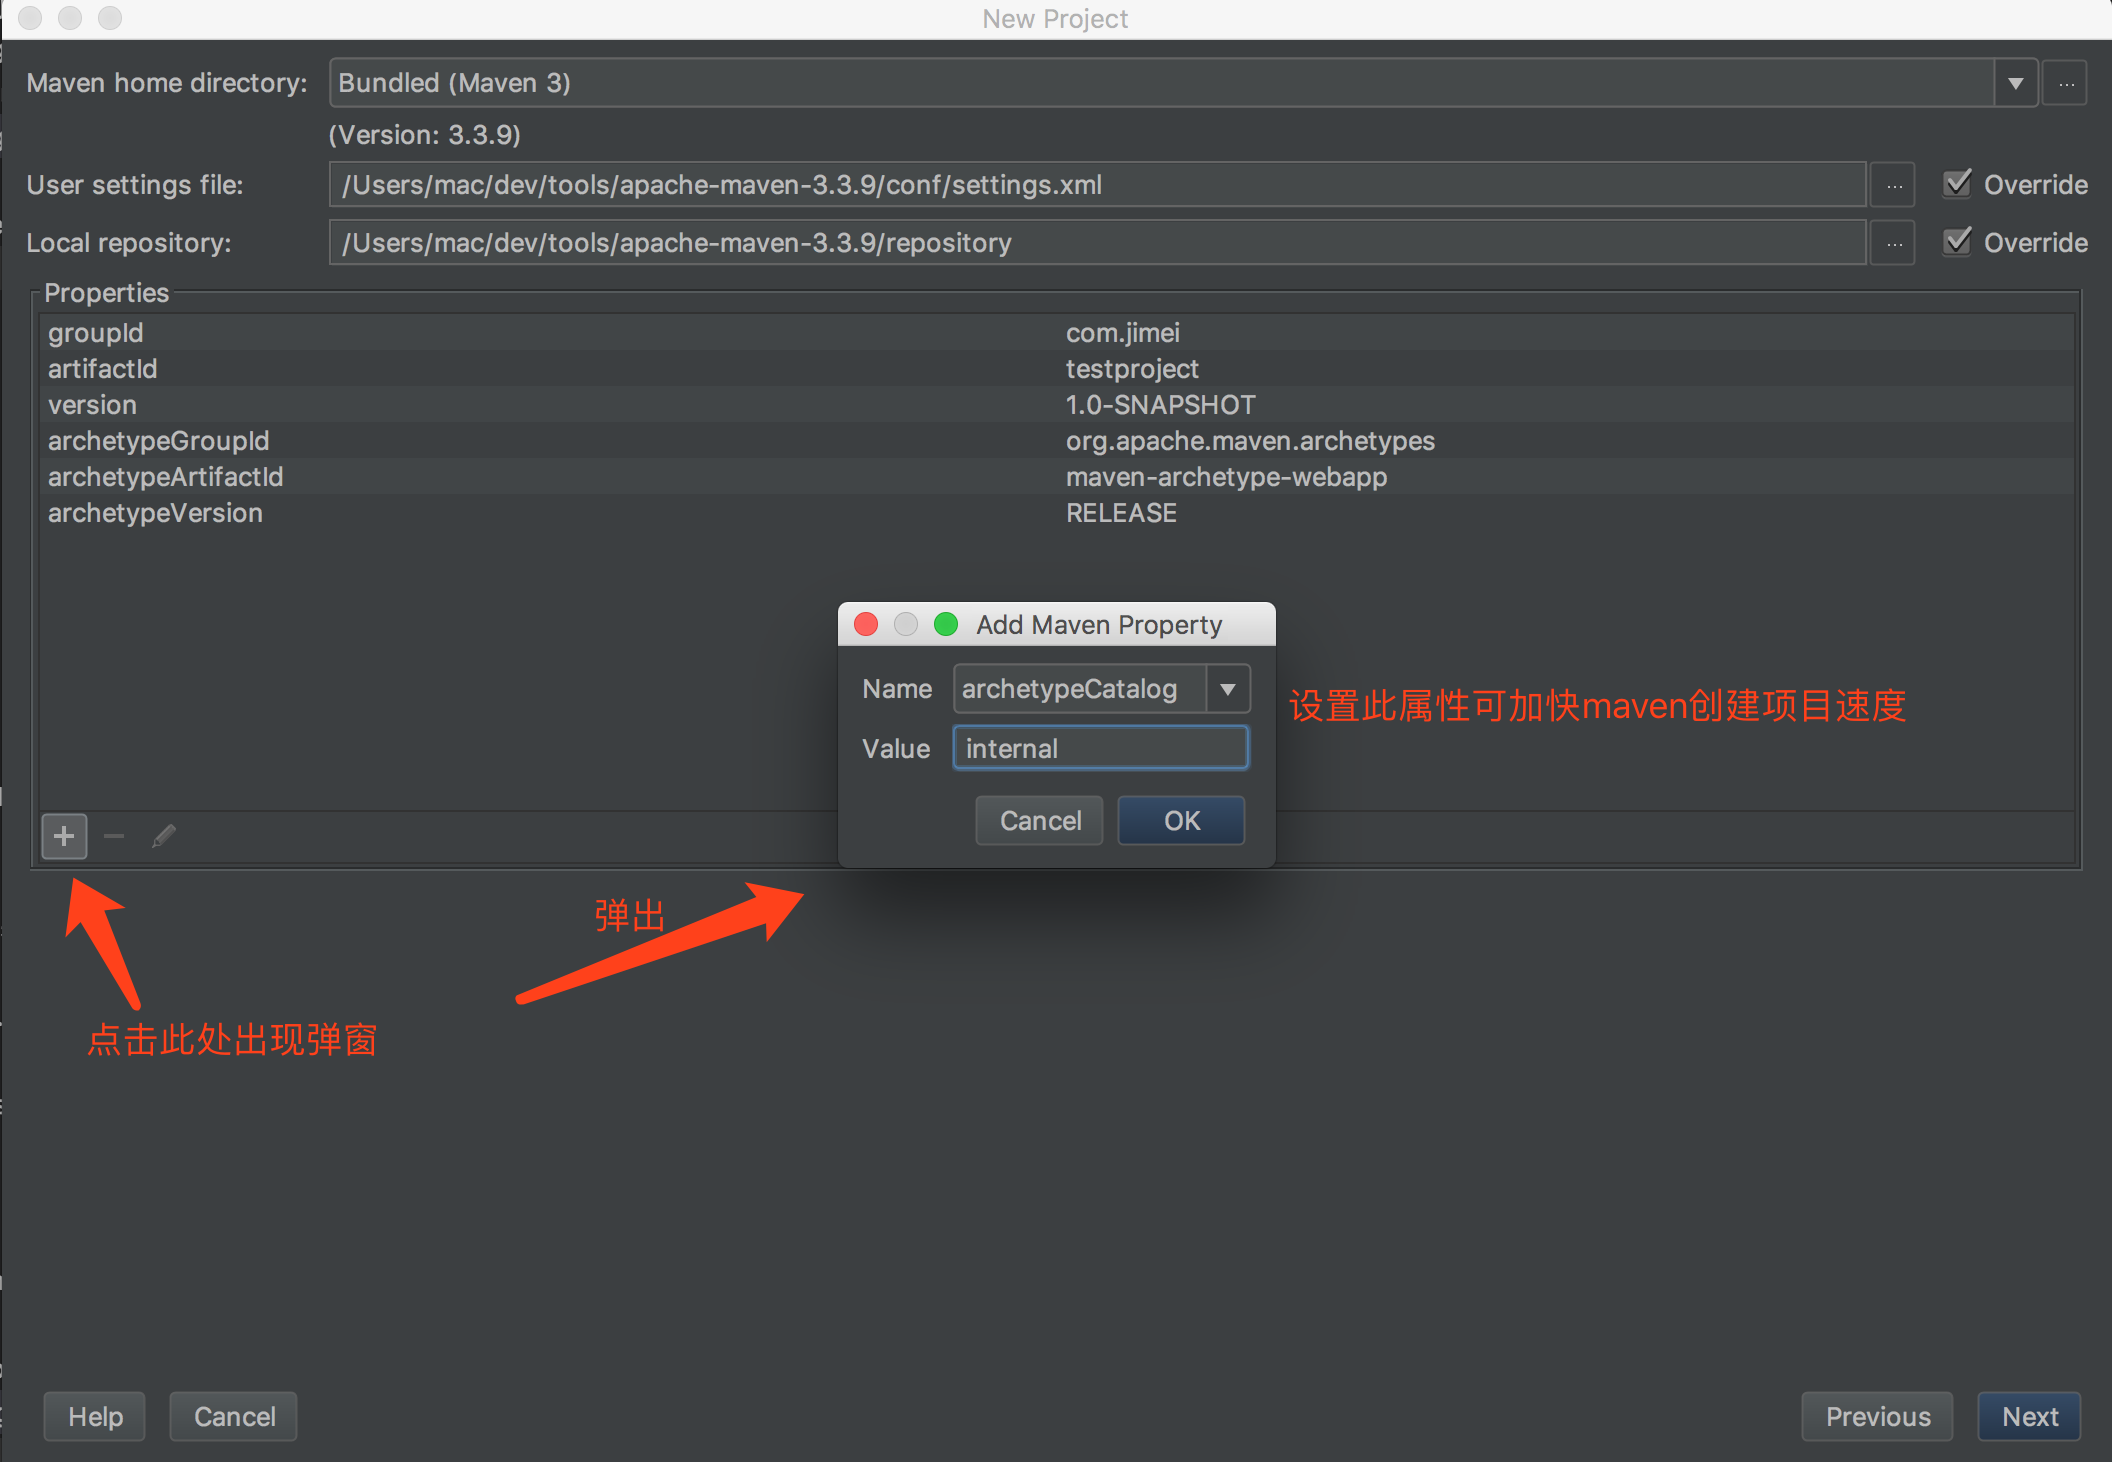 New Project
Maven home directory: Bundled (Maven 3)
(Version: 3.3.9)
User settings file: /Users/mac/dev/tools/apache-maven-3.3.9/conf/settings.xml ... Override
Local repository: /Users/mac/dev/tools/apache-maven-3.3.9/repository ... Override
Properties
groupId com.jimei
artifactId testproject
version 1.0-SNAPSHOT
archetypeGroupId org.apache.maven.archetypes
archetypeArtifactId maven-archetype-webapp
archetypeVersion RELEASE
Add Maven Property
Name archetypeCatalog
设置此属性可加快maven创建项目速度
Value internal
Cancel OK
弹出
点击此处出现弹窗
Help Cancel Previous Next